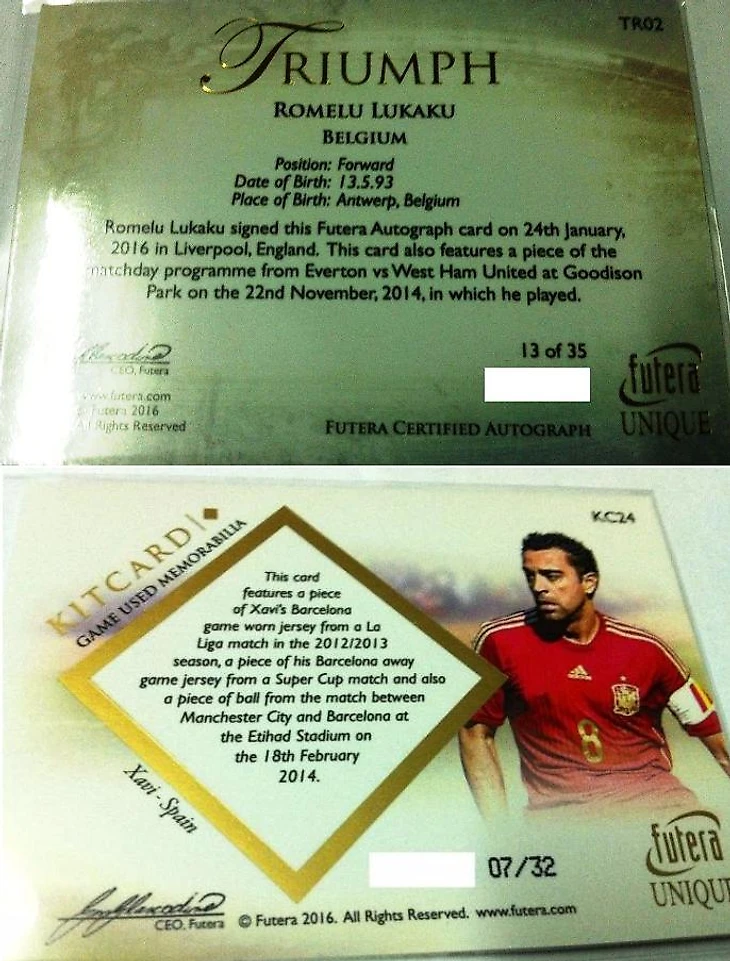 TR02
TRIUMPH
ROMELU LUKAKU
BELGIUM
Position: Forward
Date of Birth: 13.5.93
Place of Birth: Antwerp, Belgium
Romelu Lukaku signed this Futera Autograph card on 24th January,
2016 in Liverpool, England. This card also features a piece of the
matchday programme from Everton vs West Ham United at Goodison
Park on the 22nd November, 2014, in which he played.
13 of 35
CEO, Futera
www.futera.com
© Futera 2016
All Rights Reserved
FUTERA CERTIFIED AUTOGRAPH
futera
UNIQUE
KC24
KITCARD
GAME USED MEMORABILIA
This card
features a piece
of Xavi's Barcelona
game worn jersey from a La
Liga match in the 2012/2013
season, a piece of his Barcelona away
game jersey from a Super Cup match and also
a piece of ball from the match between
Manchester City and Barcelona at
the Etihad Stadium on
the 18th February
2014.
Xavi - Spain
8
07/32
futera
UNIQUE
CEO, Futera
© Futera 2016. All Rights Reserved. www.futera.com